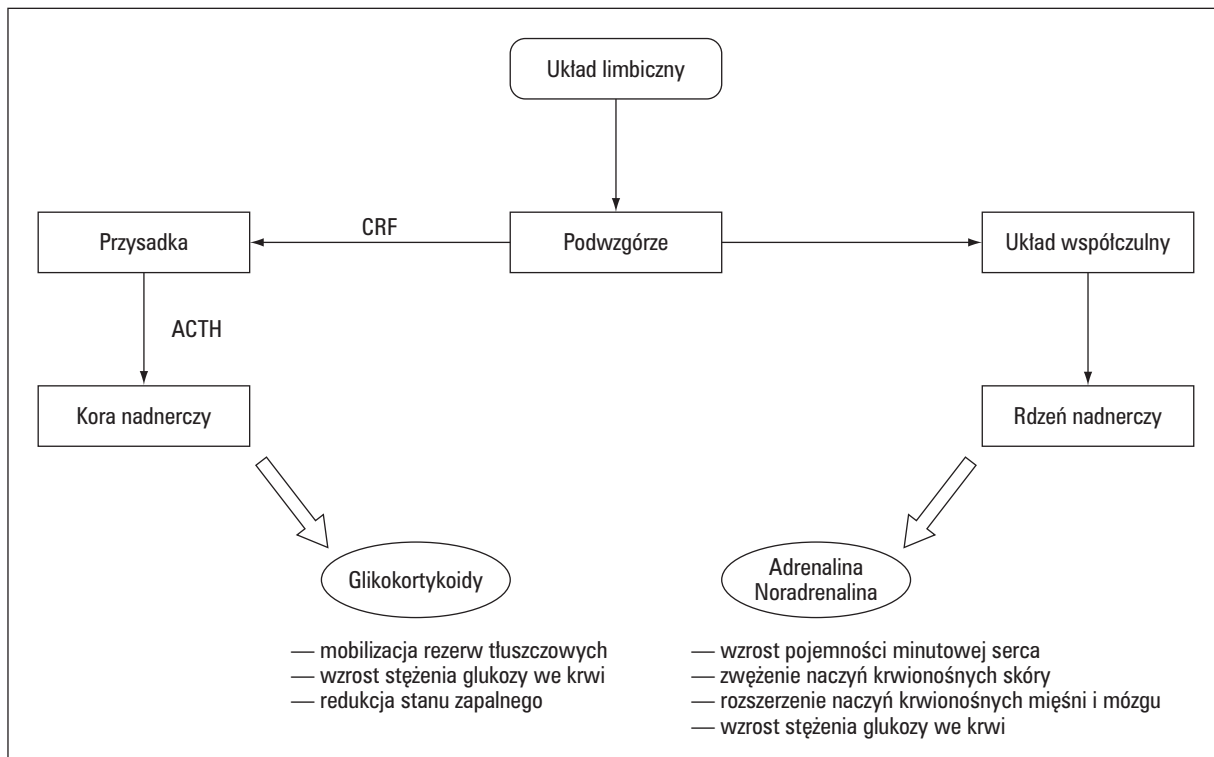 Układ limbiczny
CRF
Przysadka
Podwzgórze
Układ współczulny
ACTH
Kora nadnerczy
Rdzeń nadnerczy
Glikokortykoidy
Adrenalina
Noradrenalina
— mobilizacja rezerw tłuszczowych
— wzrost stężenia glukozy we krwi
— redukcja stanu zapalnego
— wzrost pojemności minutowej serca
— zwężenie naczyń krwionośnych skóry
— rozszerzenie naczyń krwionośnych mięśni i mózgu
— wzrost stężenia glukozy we krwi